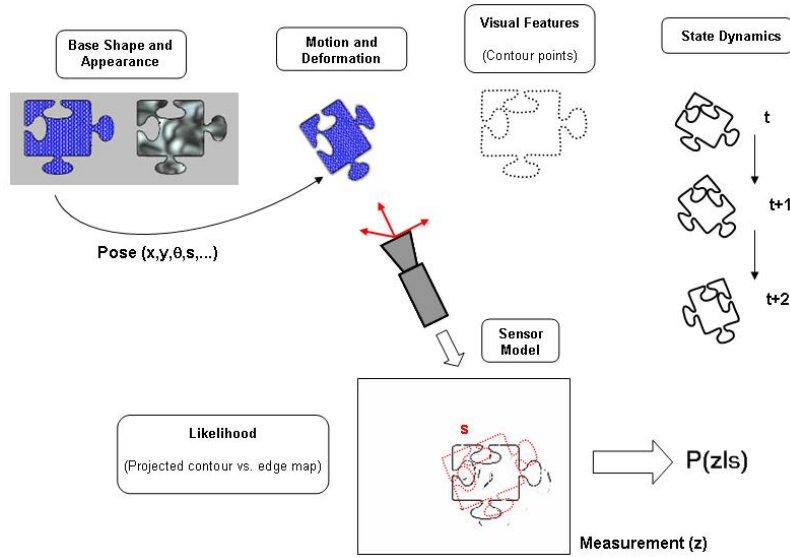 Base Shape and
Appearance
Motion and
Deformation
Visual Features
(Contour points)
State Dynamics
t
t+1
t+2
Pose (x,y,θ,s,...)
Sensor
Model
Likelihood
(Projected contour vs. edge map)
s
P(z|s)
Measurement (z)